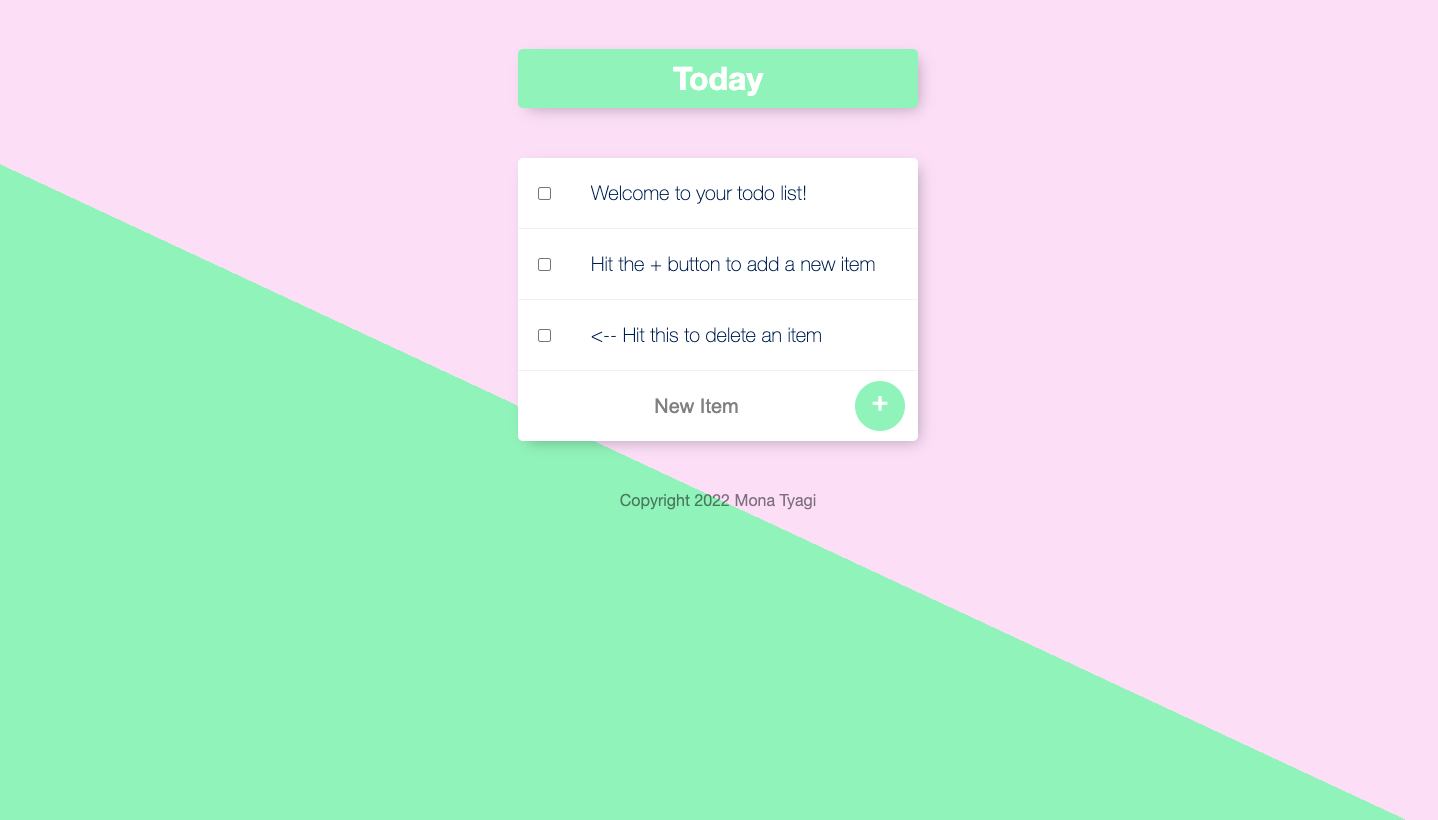 Today
Welcome to your todo list!
Hit the + button to add a new item
<-- Hit this to delete an item
New Item +
Copyright 2022 Mona Tyagi